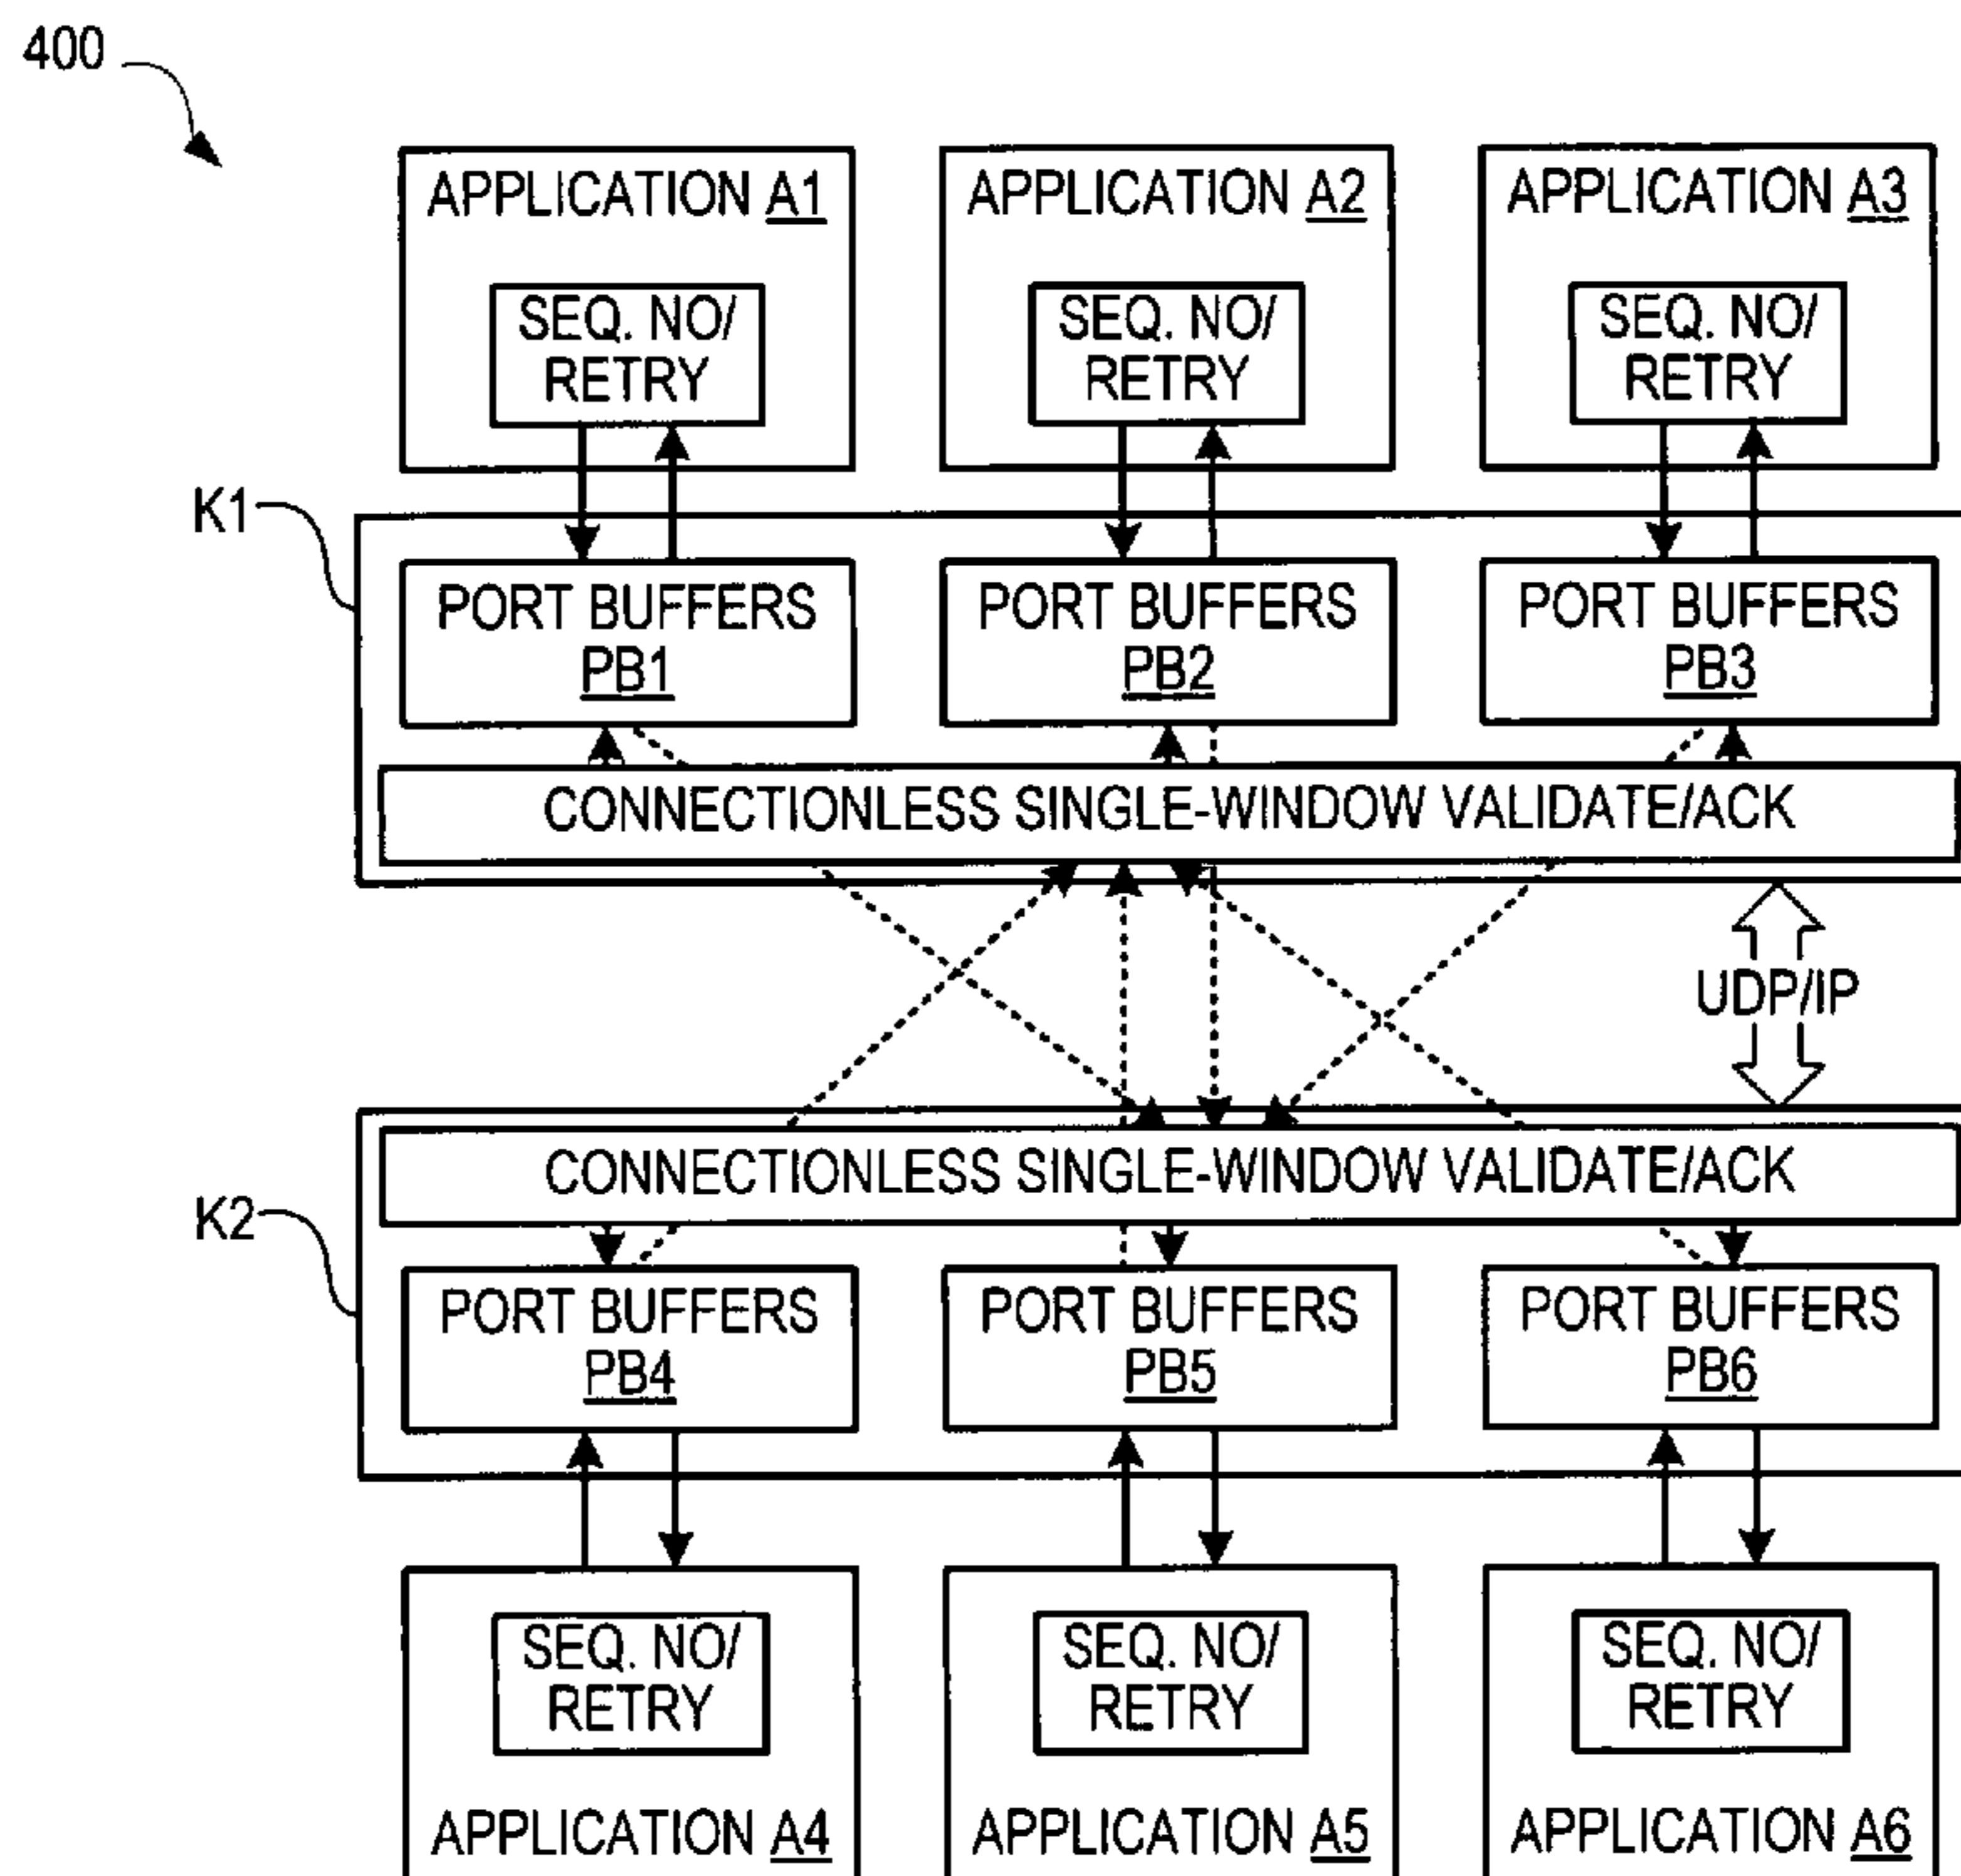 400
APPLICATION A1
APPLICATION A2
APPLICATION A3
SEQ. NO/
RETRY
SEQ. NO/
RETRY
SEQ. NO/
RETRY
K1
PORT BUFFERS
PB1
PORT BUFFERS
PB2
PORT BUFFERS
PB3
CONNECTIONLESS SINGLE-WINDOW VALIDATE/ACK
UDP/IP
CONNECTIONLESS SINGLE-WINDOW VALIDATE/ACK
K2
PORT BUFFERS
PB4
PORT BUFFERS
PB5
PORT BUFFERS
PB6
SEQ. NO/
RETRY
SEQ. NO/
RETRY
SEQ. NO/
RETRY
APPLICATION A4
APPLICATION A5
APPLICATION A6